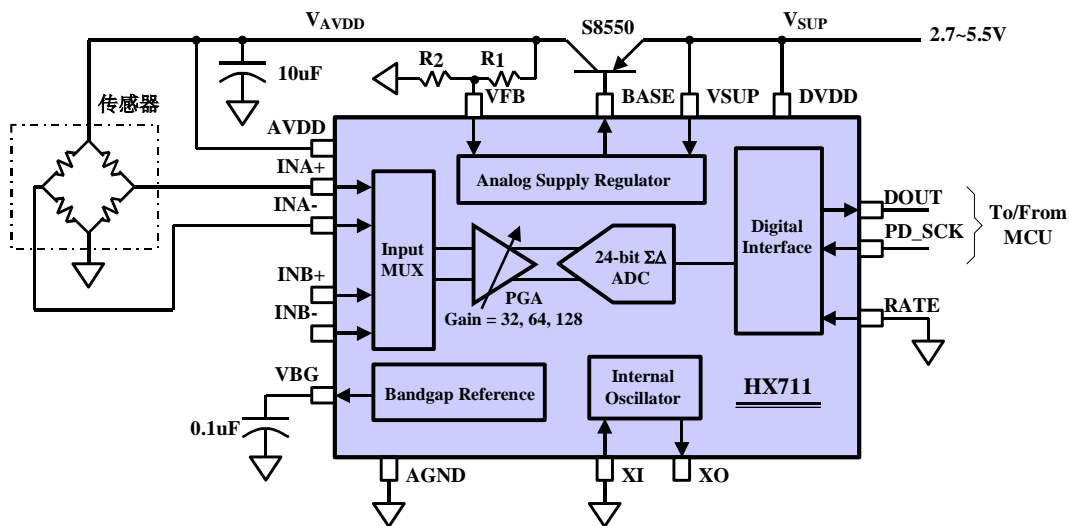 V_AVDD
S8550
V_SUP
2.7~5.5V
10uF
R2
R1
传感器
VFB
BASE
VSUP
DVDD
AVDD
INA+
INA-
INB+
INB-
VBG
0.1uF
Analog Supply Regulator
Input
MUX
PGA
Gain = 32, 64, 128
24-bit ΣΔ
ADC
Digital
Interface
DOUT
PD_SCK
To/From
MCU
RATE
Bandgap Reference
Internal
Oscillator
HX711
AGND
XI
XO